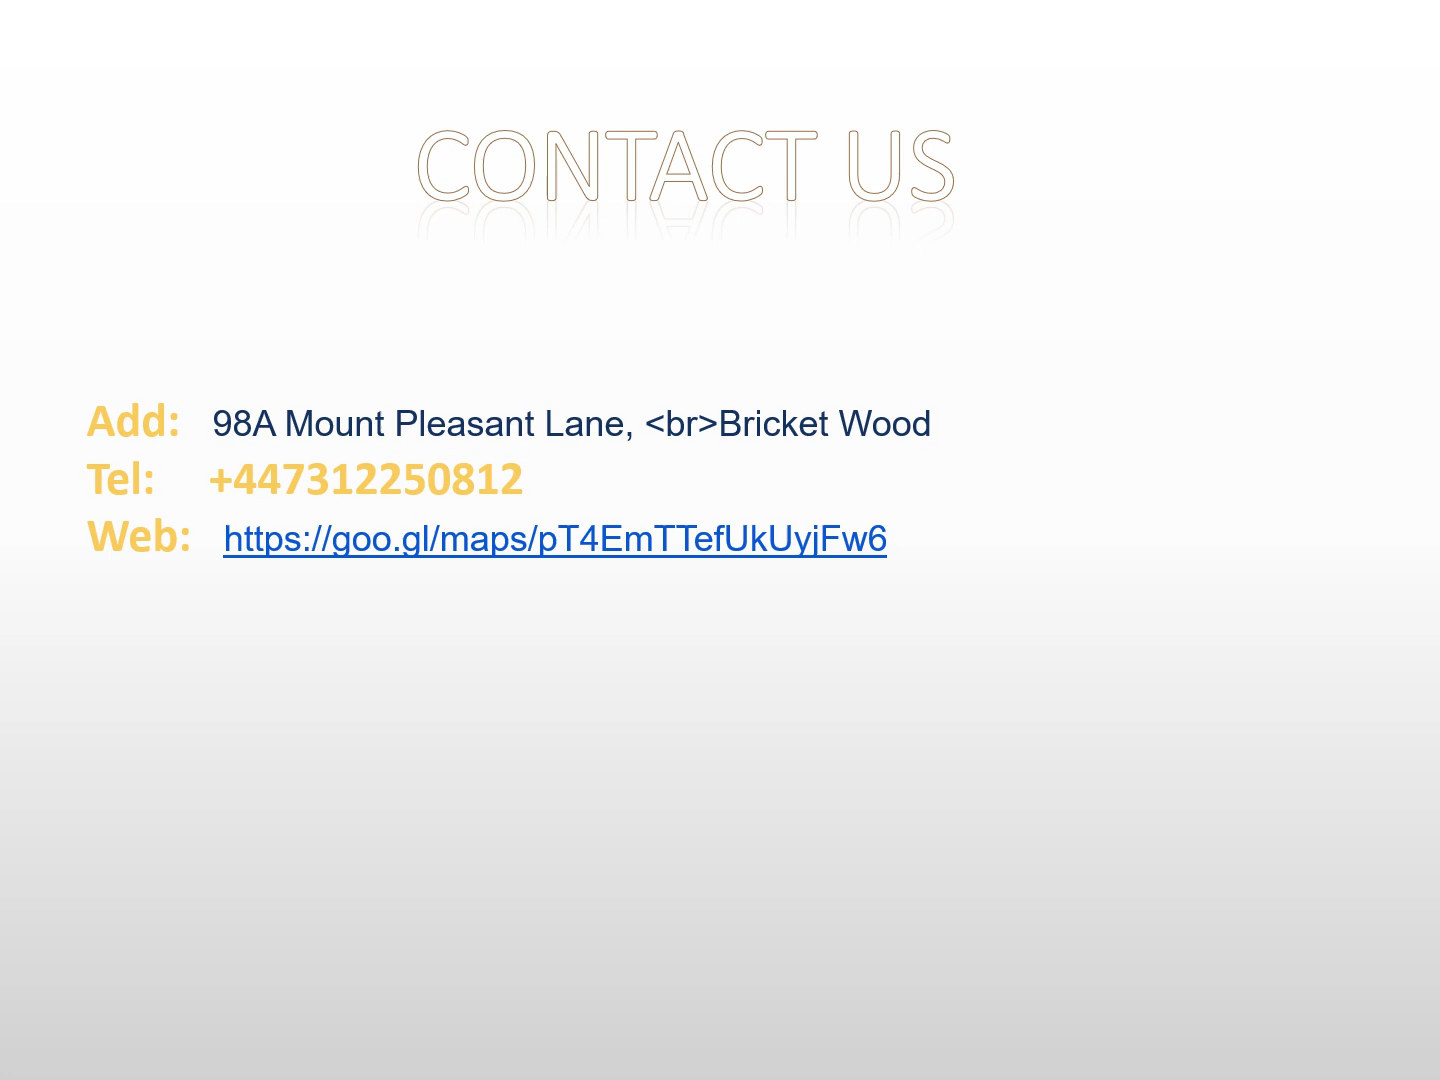 CONTACT US
Add: 98A Mount Pleasant Lane, <br>Bricket Wood
Tel: +447312250812
Web: https://goo.gl/maps/pT4EmTTefUkUyjFw6